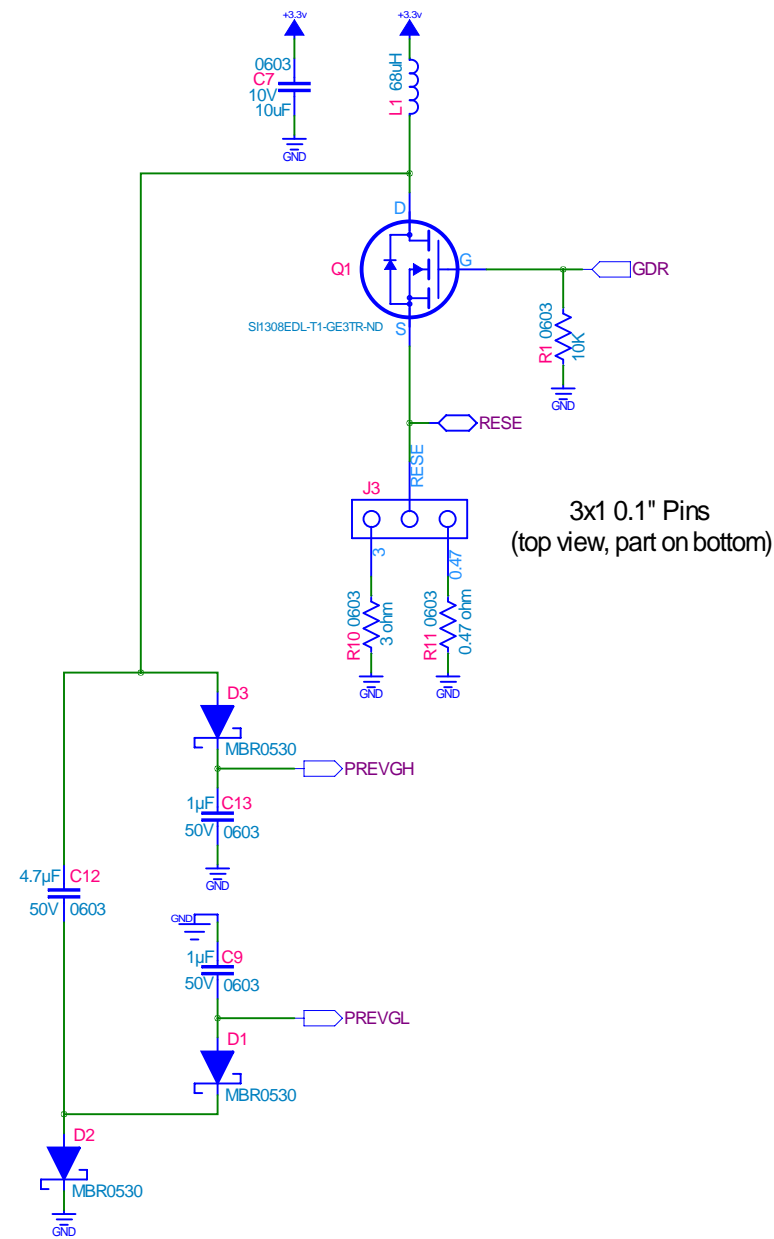 +3.3v
+3.3v
0603
C7
10V
10uF
GND
L1 68uH
D
Q1
G
GDR
SI1308EDL-T1-GE3TR-ND
S
R1 0603
10K
GND
RESE
RESE
J3
3x1 0.1" Pins
(top view, part on bottom)
3
0.47
R10 0603
3 ohm
R11 0603
0.47 ohm
GND
GND
D3
MBR0530
PREVGH
1µF C13
50V 0603
GND
4.7µF C12
50V 0603
GND
1µF C9
50V 0603
PREVGL
D1
MBR0530
D2
MBR0530
GND